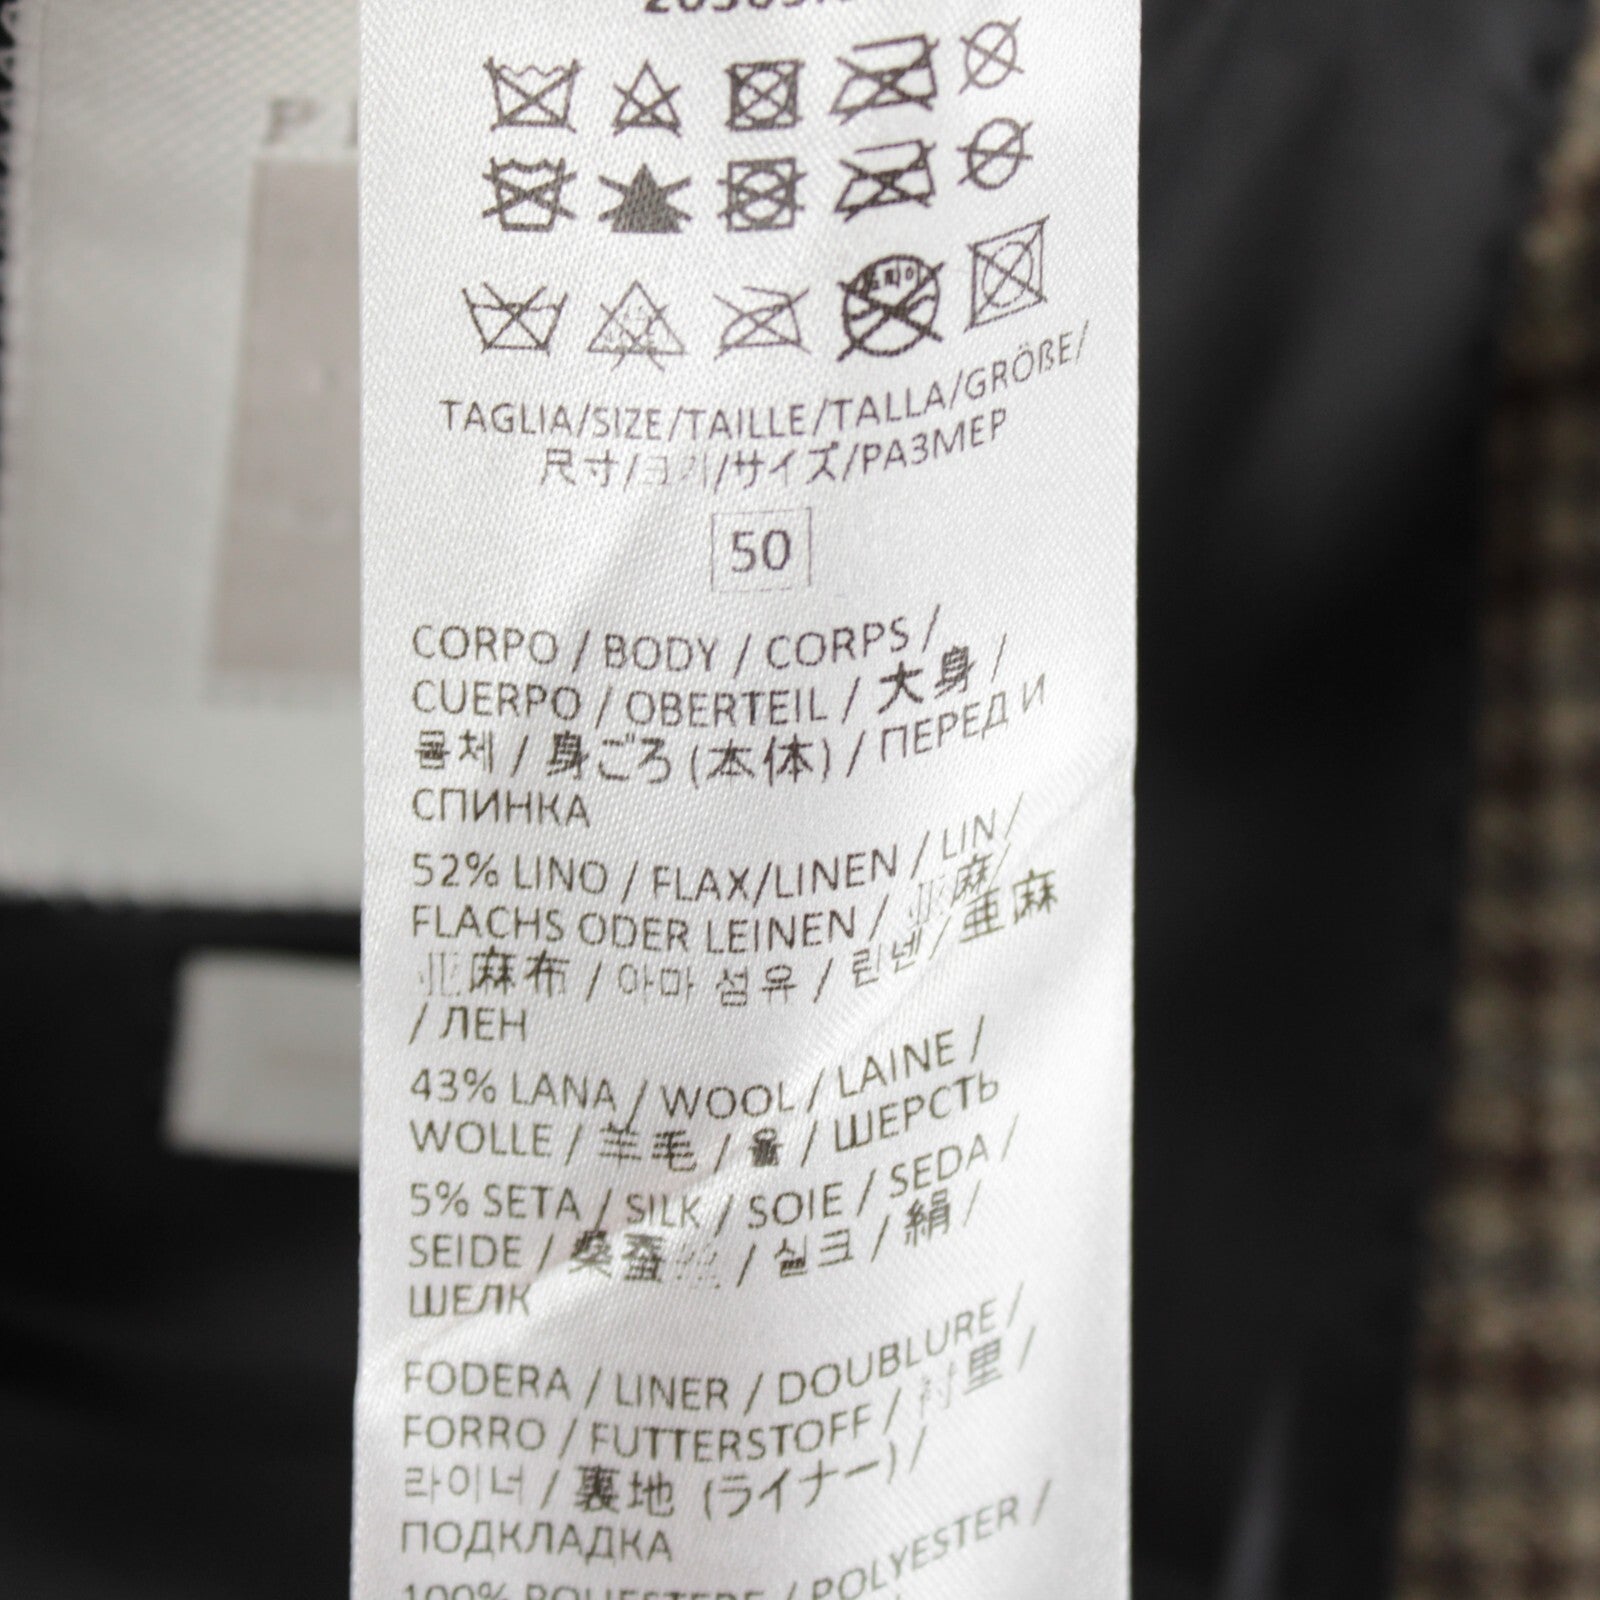 TAGLIA/SIZE/TAILLE/TALLA/GRÖßE/
尺寸/크기/サイズ/РАЗМЕР
50
CORPO / BODY / CORPS /
CUERPO / OBERTEIL / 大身 /
몸체 / 身ごろ (本体) / ПЕРЕД И
СПИНКА
52% LINO / FLAX/LINEN / LIN /
FLACHS ODER LEINEN / 亚麻/
亚麻布 / 아마 섬유 / 린넨 / 亜麻
/ ЛЕН
43% LANA / WOOL / LAINE /
WOLLE / 羊毛 / 울 / ШЕРСТЬ
5% SETA / SILK / SOIE / SEDA /
SEIDE / 桑蚕丝 / 실크 / 絹 /
ШЕЛК
FODERA / LINER / DOUBLURE /
FORRO / FUTTERSTOFF / 衬里 /
라이너 / 裏地 (ライナー) /
ПОДКЛАДКА
100% POLIESTERE / POLYESTER /